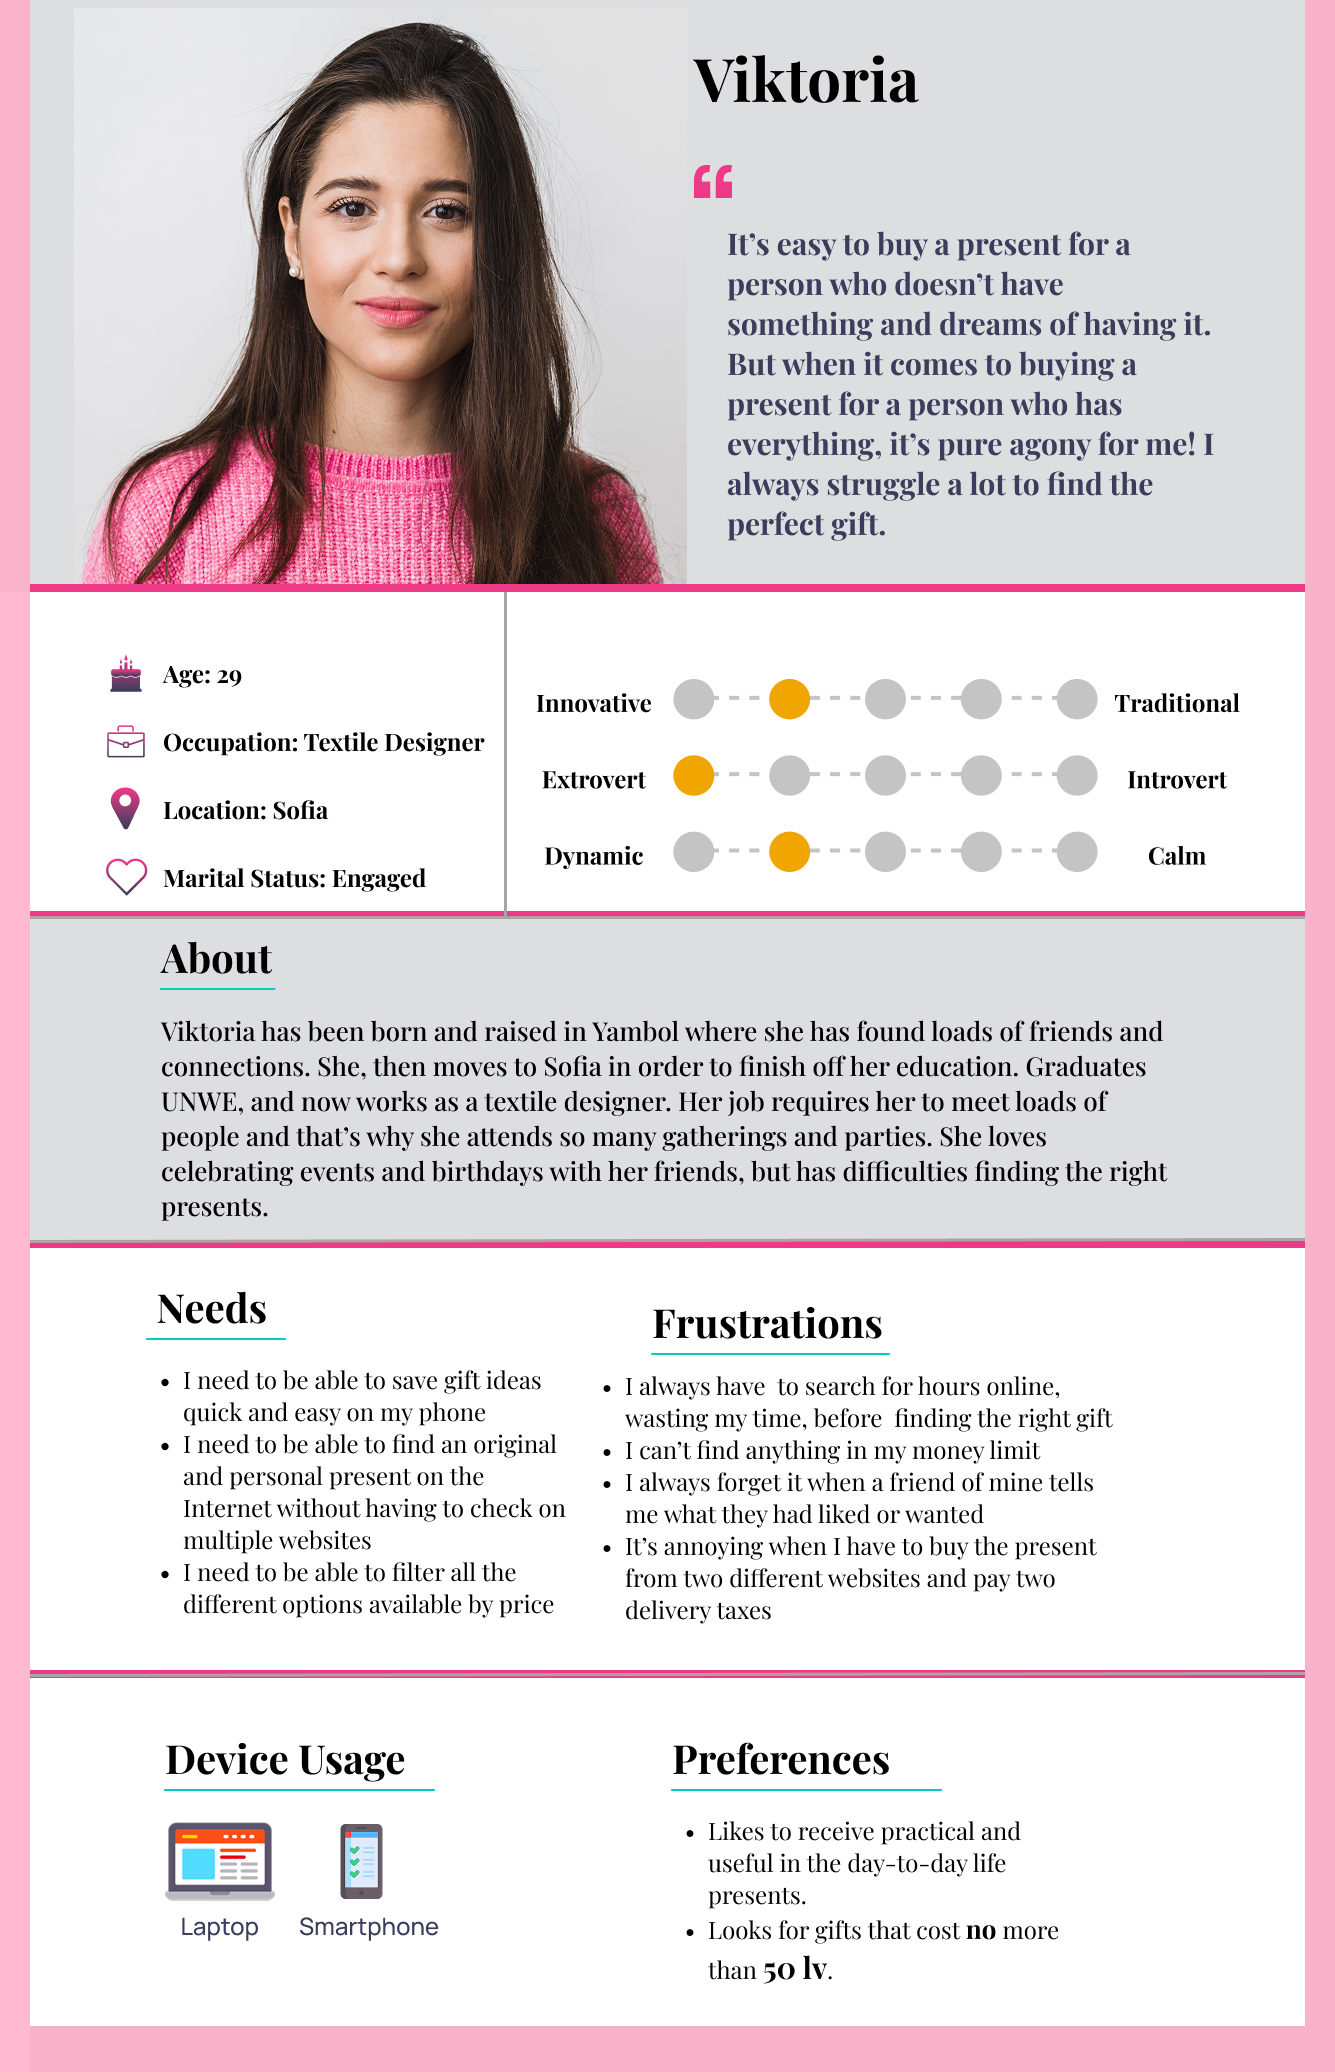 Viktoria
“
It’s easy to buy a present for a
person who doesn’t have
something and dreams of having it.
But when it comes to buying a
present for a person who has
everything, it’s pure agony for me! I
always struggle a lot to find the
perfect gift.
Age: 29
Occupation: Textile Designer
Location: Sofia
Marital Status: Engaged
Innovative Traditional
Extrovert Introvert
Dynamic Calm
About
Viktoria has been born and raised in Yambol where she has found loads of friends and
connections. She, then moves to Sofia in order to finish off her education. Graduates
UNWE, and now works as a textile designer. Her job requires her to meet loads of
people and that’s why she attends so many gatherings and parties. She loves
celebrating events and birthdays with her friends, but has difficulties finding the right
presents.
Needs
• I need to be able to save gift ideas
quick and easy on my phone
• I need to be able to find an original
and personal present on the
Internet without having to check on
multiple websites
• I need to be able to filter all the
different options available by price
Frustrations
• I always have  to search for hours online,
wasting my time, before  finding the right gift
• I can’t find anything in my money limit
• I always forget it when a friend of mine tells
me what they had liked or wanted
• It’s annoying when I have to buy the present
from two different websites and pay two
delivery taxes
Device Usage
Laptop Smartphone
Preferences
• Likes to receive practical and
useful in the day-to-day life
presents.
• Looks for gifts that cost no more
than 50 lv.